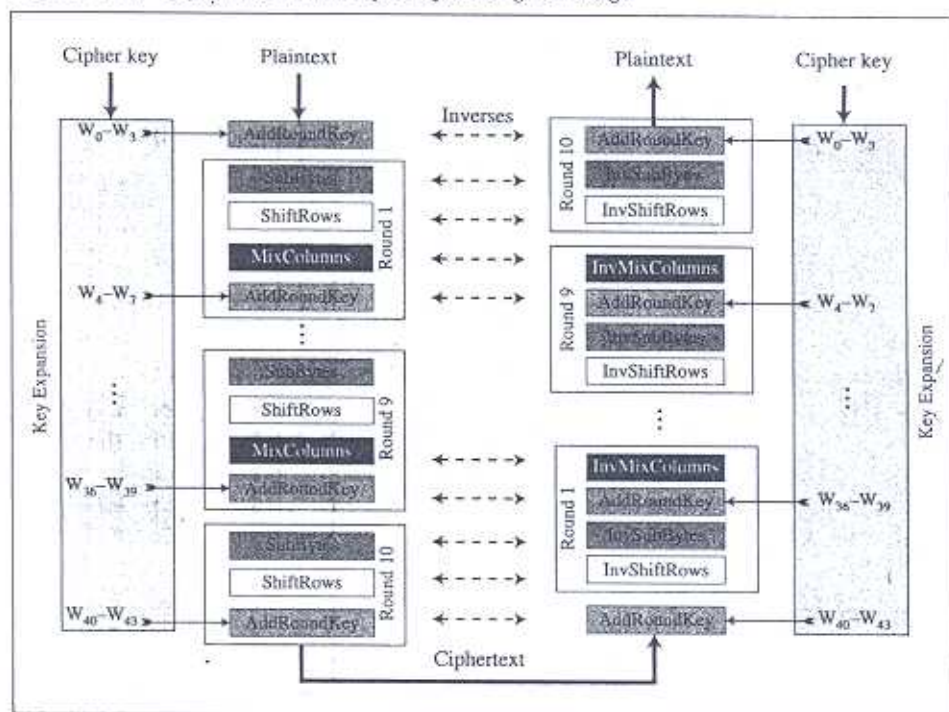 Cipher key
Plaintext
Plaintext
Cipher key
Inverses
Key Expansion
W0–W3
W4–W7
⋮
W36–W39
W40–W43
AddRoundKey
Round 1
SubBytes
ShiftRows
MixColumns
AddRoundKey
⋮
Round 9
SubBytes
ShiftRows
MixColumns
AddRoundKey
Round 10
SubBytes
ShiftRows
AddRoundKey
Ciphertext
Round 10
AddRoundKey
InvSubBytes
InvShiftRows
Round 9
InvMixColumns
AddRoundKey
InvSubBytes
InvShiftRows
⋮
Round 1
InvMixColumns
AddRoundKey
InvSubBytes
InvShiftRows
AddRoundKey
W0–W3
W4–W7
⋮
W36–W39
W40–W43
Key Expansion